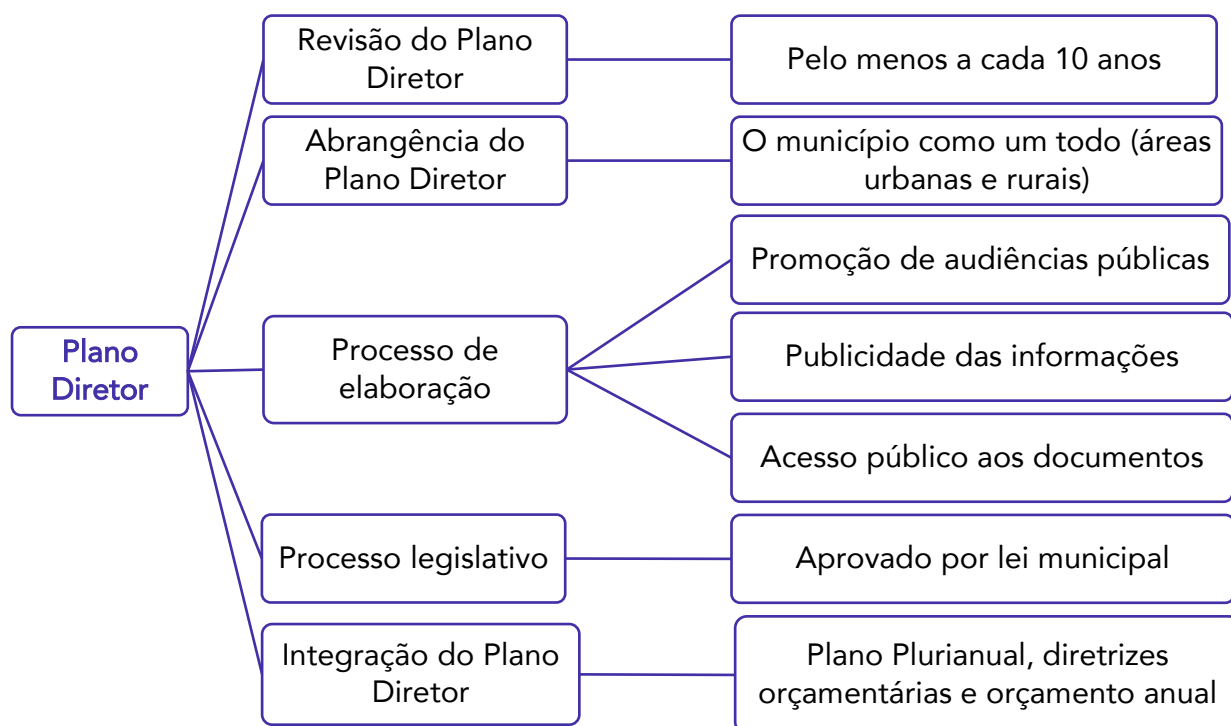 Revisão do Plano
Diretor
Pelo menos a cada 10 anos
Abrangência do
Plano Diretor
O município como um todo (áreas
urbanas e rurais)
Plano
Diretor
Processo de
elaboração
Promoção de audiências públicas
Publicidade das informações
Acesso público aos documentos
Processo legislativo
Aprovado por lei municipal
Integração do Plano
Diretor
Plano Plurianual, diretrizes
orçamentárias e orçamento anual